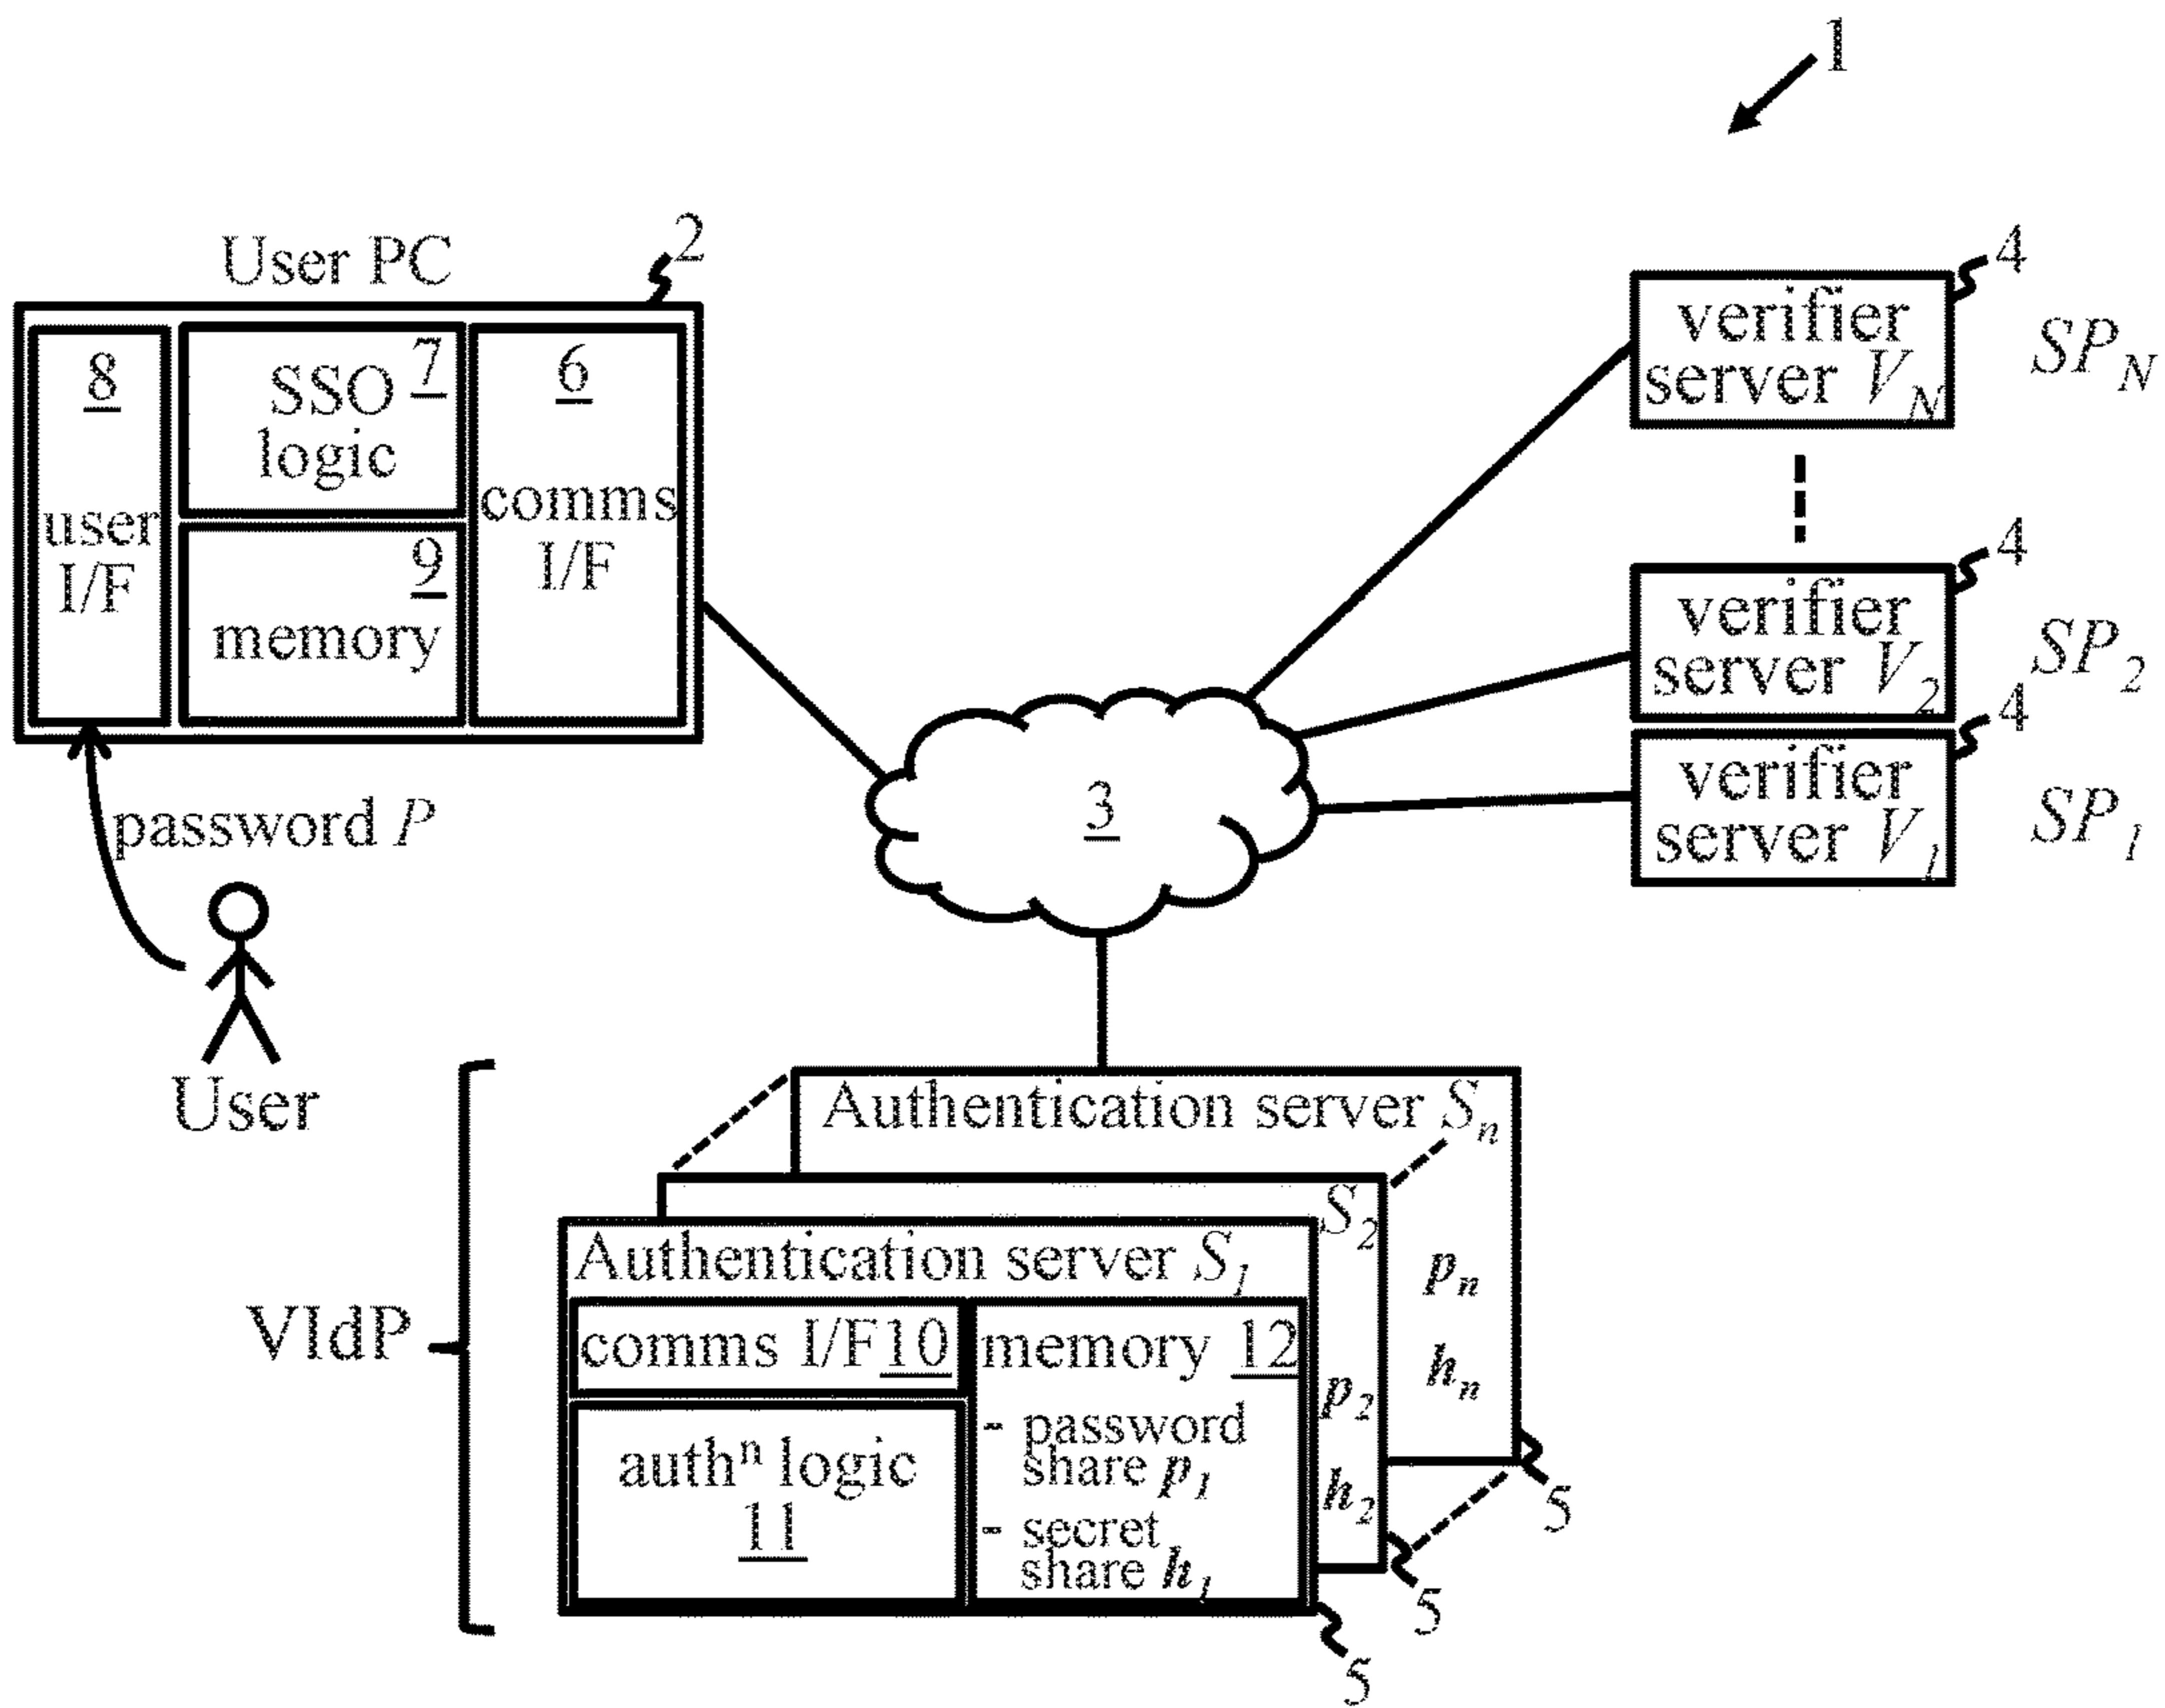 1
User PC
2
8
user
I/F
SSO 7
logic
9
memory
6
comms
I/F
password P
User
3
verifier
server V_N
4
SP_N
verifier
server V_2
4
SP_2
verifier
server V_1
4
SP_1
VIdP
Authentication server S_n
p_n
h_n
5
S_2
p_2
h_2
5
Authentication server S_1
comms I/F 10
authⁿ logic
11
memory 12
- password
share p_1
- secret
share h_1
5